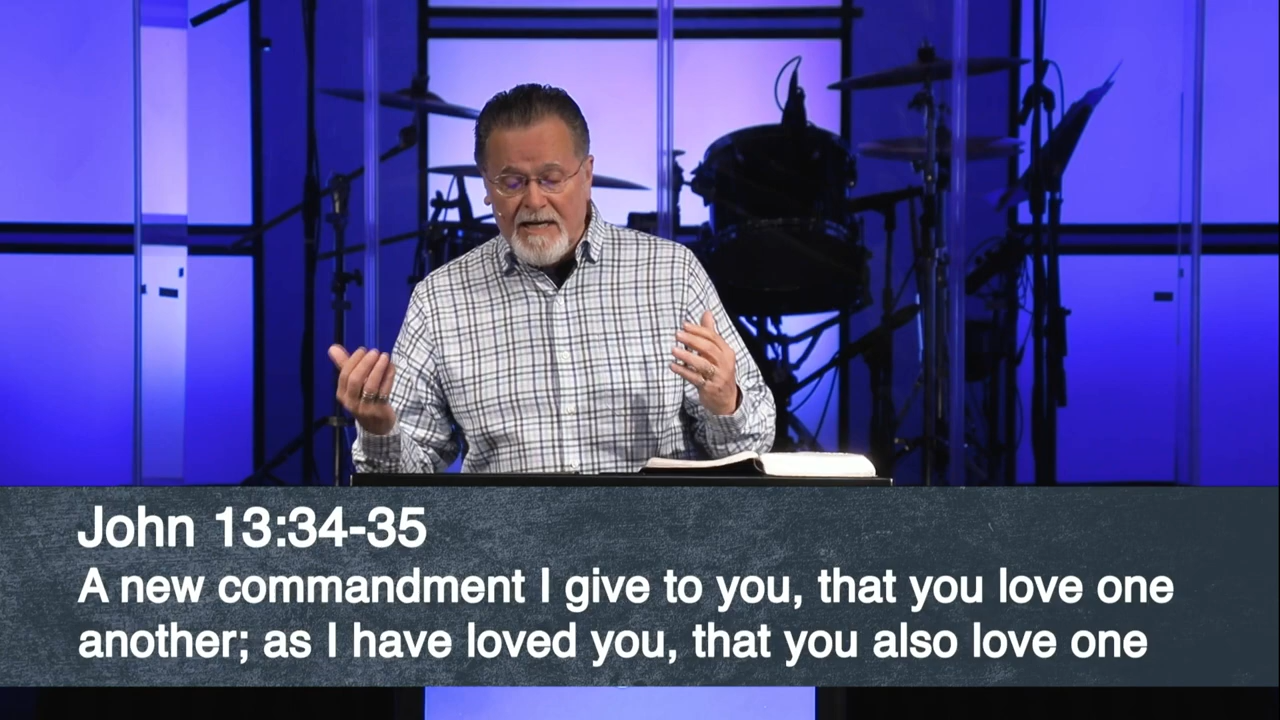 John 13:34-35
A new commandment I give to you, that you love one
another; as I have loved you, that you also love one